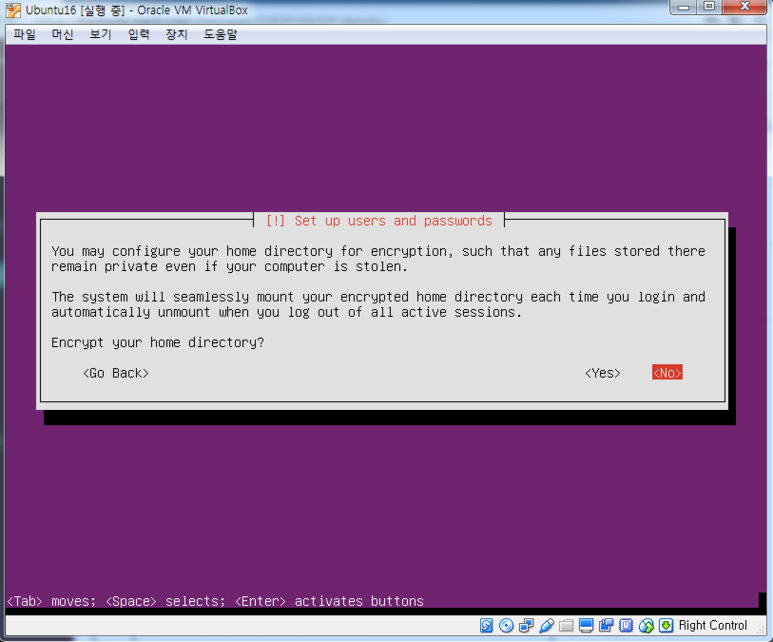 Ubuntu16 [실행 중] - Oracle VM VirtualBox
파일 머신 보기 입력 장치 도움말
[!] Set up users and passwords
You may configure your home directory for encryption, such that any files stored there
remain private even if your computer is stolen.
The system will seamlessly mount your encrypted home directory each time you login and
automatically unmount when you log out of all active sessions.
Encrypt your home directory?
<Go Back> <Yes> <No>
<Tab> moves; <Space> selects; <Enter> activates buttons
Right Control